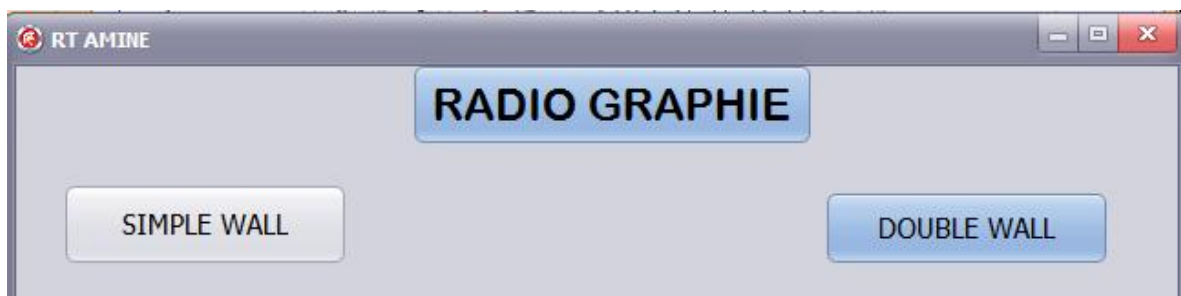 RT AMINE
RADIO GRAPHIE
SIMPLE WALL
DOUBLE WALL